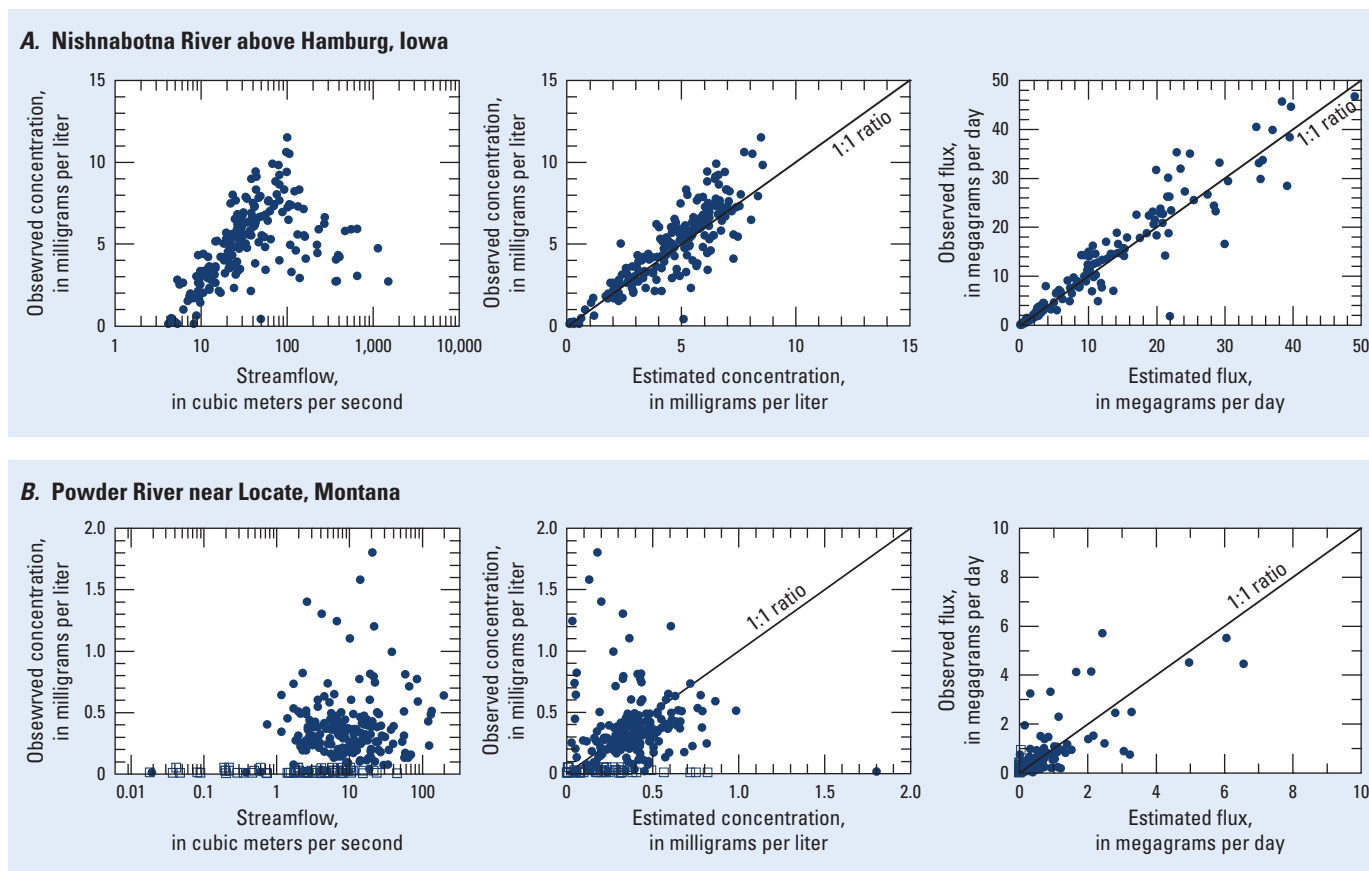 A. Nishnabotna River above Hamburg, Iowa
Obsewrved concentration,
in milligrams per liter
15
10
5
0
1 10 100 1,000 10,000
Streamflow,
in cubic meters per second
Observed concentration,
in milligrams per liter
15
10
5
0
1:1 ratio
0 5 10 15
Estimated concentration,
in milligrams per liter
Observed flux,
in megagrams per day
50
40
30
20
10
0
1:1 ratio
0 10 20 30 40 50
Estimated flux,
in megagrams per day
B. Powder River near Locate, Montana
Obsewrved concentration,
in milligrams per liter
2.0
1.5
1.0
0.5
0
0.01 0.1 1 10 100
Streamflow,
in cubic meters per second
Observed concentration,
in milligrams per liter
2.0
1.5
1.0
0.5
0
1:1 ratio
0 0.5 1.0 1.5 2.0
Estimated concentration,
in milligrams per liter
Observed flux,
in megagrams per day
10
8
6
4
2
0
1:1 ratio
0 2 4 6 8 10
Estimated flux,
in megagrams per day